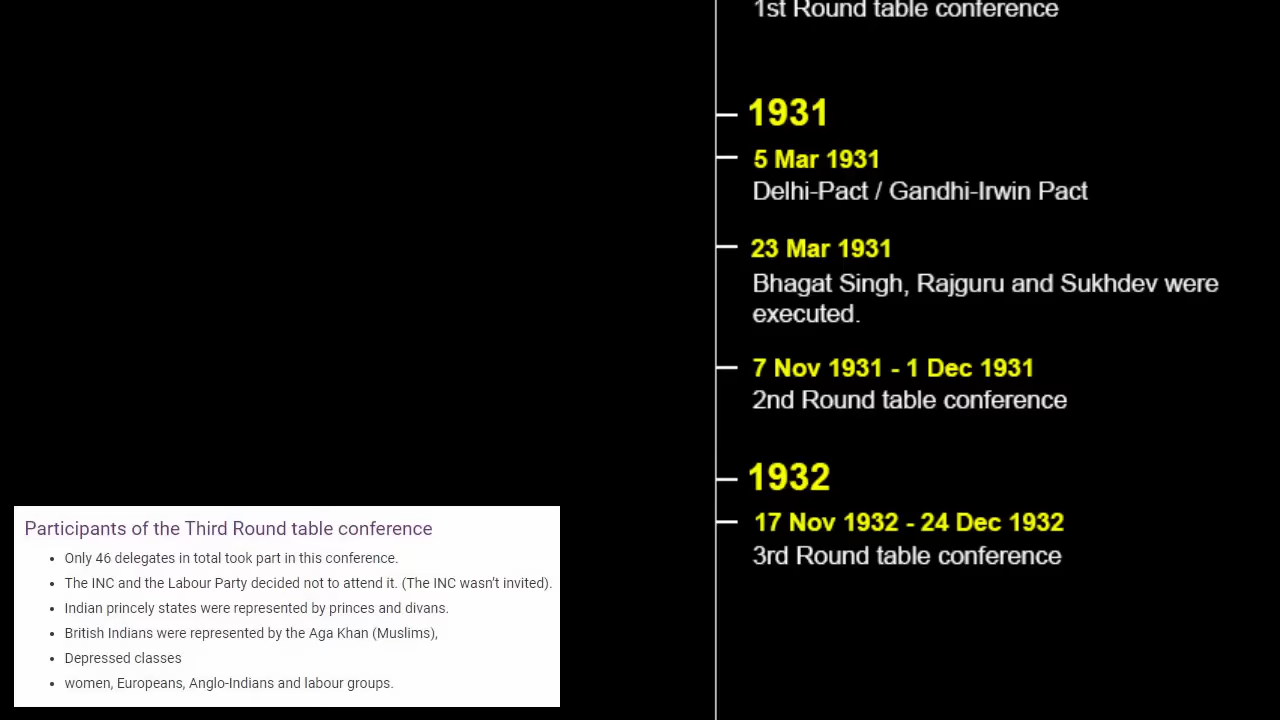 1st Round table conference
1931
5 Mar 1931
Delhi-Pact / Gandhi-Irwin Pact
23 Mar 1931
Bhagat Singh, Rajguru and Sukhdev were
executed.
7 Nov 1931 - 1 Dec 1931
2nd Round table conference
1932
17 Nov 1932 - 24 Dec 1932
3rd Round table conference
Participants of the Third Round table conference
• Only 46 delegates in total took part in this conference.
• The INC and the Labour Party decided not to attend it. (The INC wasn't invited).
• Indian princely states were represented by princes and divans.
• British Indians were represented by the Aga Khan (Muslims),
• Depressed classes
• women, Europeans, Anglo-Indians and labour groups.